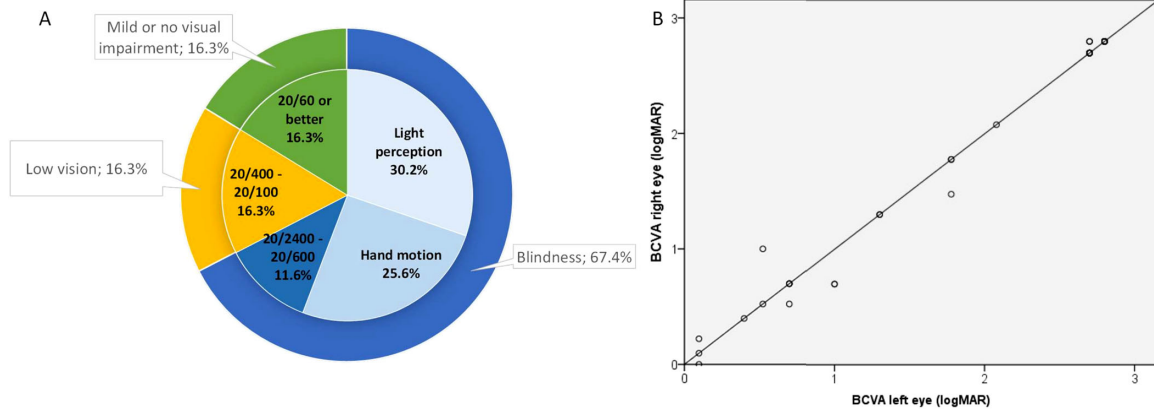 A
Mild or no visual
impairment; 16.3%
20/60 or
better
16.3%
Light
perception
30.2%
Low vision; 16.3%
20/400 -
20/100
16.3%
20/2400 -
20/600
11.6%
Hand motion
25.6%
Blindness; 67.4%
B
BCVA right eye (logMAR)
3
2
1
0
0
1
2
3
BCVA left eye (logMAR)